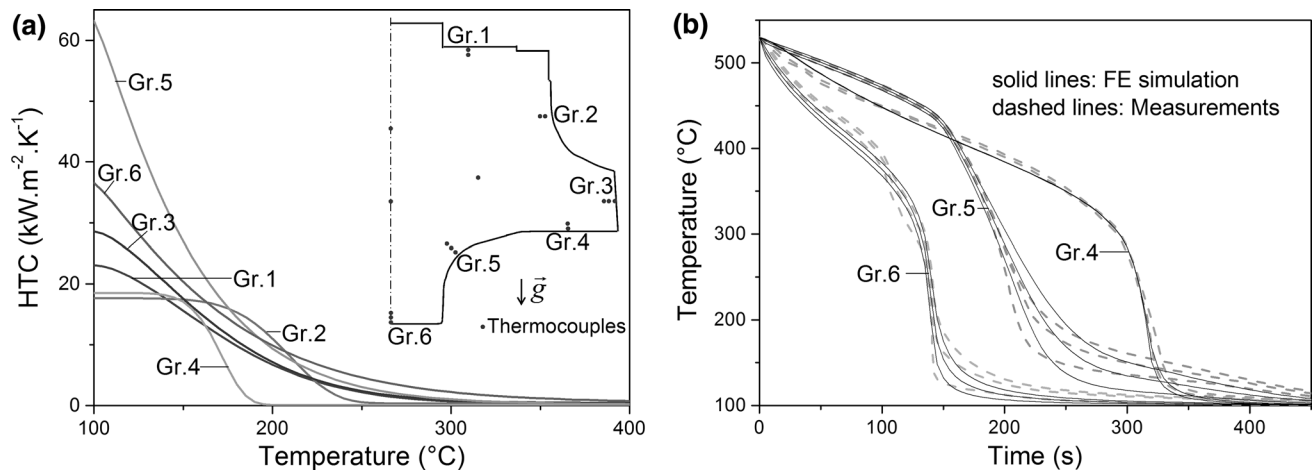 (a)
60
40
20
0
HTC (kW.m⁻².K⁻¹)
Gr.5
Gr.6
Gr.3
Gr.1
Gr.2
Gr.4
Gr.1
Gr.2
Gr.3
Gr.4
Gr.5
Gr.6
g
Thermocouples
100
200
300
400
Temperature (°C)
(b)
500
400
300
200
100
Temperature (°C)
solid lines: FE simulation
dashed lines: Measurements
Gr.5
Gr.4
Gr.6
0
100
200
300
400
Time (s)